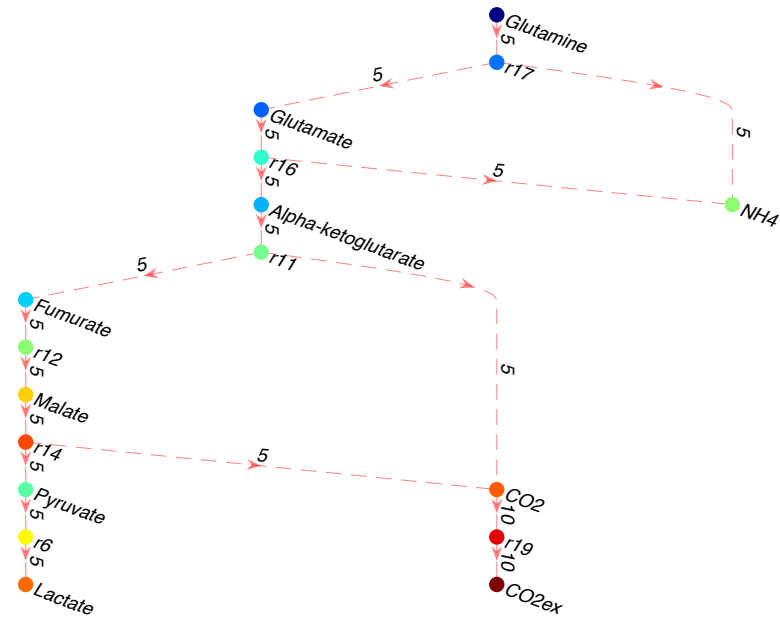 Glutamine
5
r17
5
5
Glutamate
5
r16
5
5
NH4
Alpha-ketoglutarate
5
r11
5
5
Fumurate
5
r12
5
Malate
5
r14
5
5
Pyruvate
5
r6
5
Lactate
CO2
10
r19
10
CO2ex